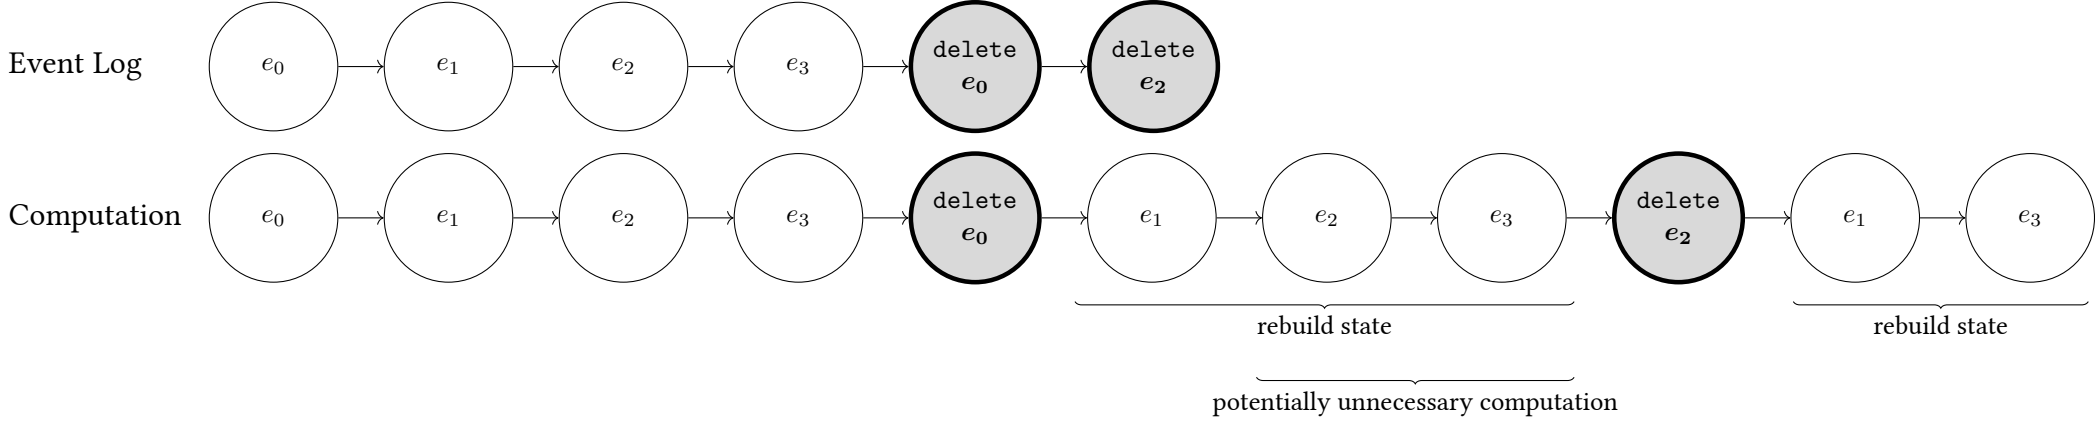 Event Log e₀ e₁ e₂ e₃ delete e₀ delete e₂
Computation e₀ e₁ e₂ e₃ delete e₀ e₁ e₂ e₃ delete e₂ e₁ e₃
rebuild state rebuild state
potentially unnecessary computation